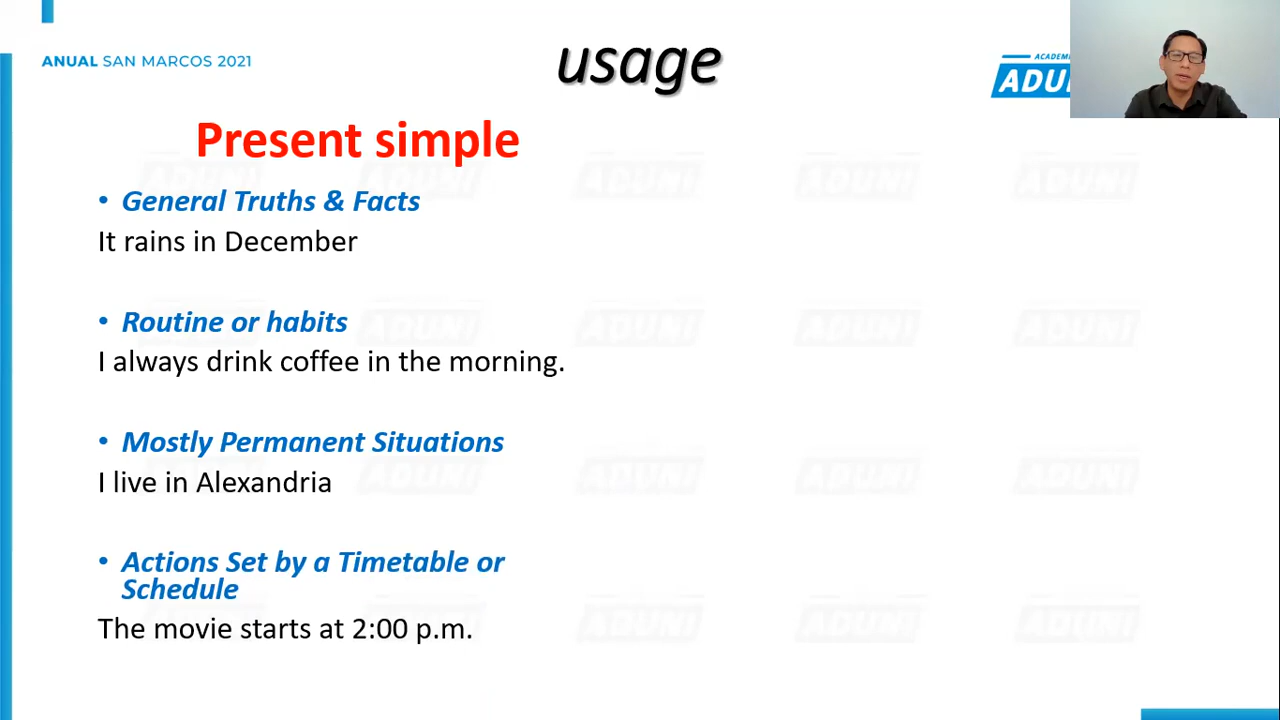 ANUAL SAN MARCOS 2021
usage
ACADEM
ADU
Present simple
• General Truths & Facts
It rains in December
• Routine or habits
I always drink coffee in the morning.
• Mostly Permanent Situations
I live in Alexandria
• Actions Set by a Timetable or
Schedule
The movie starts at 2:00 p.m.